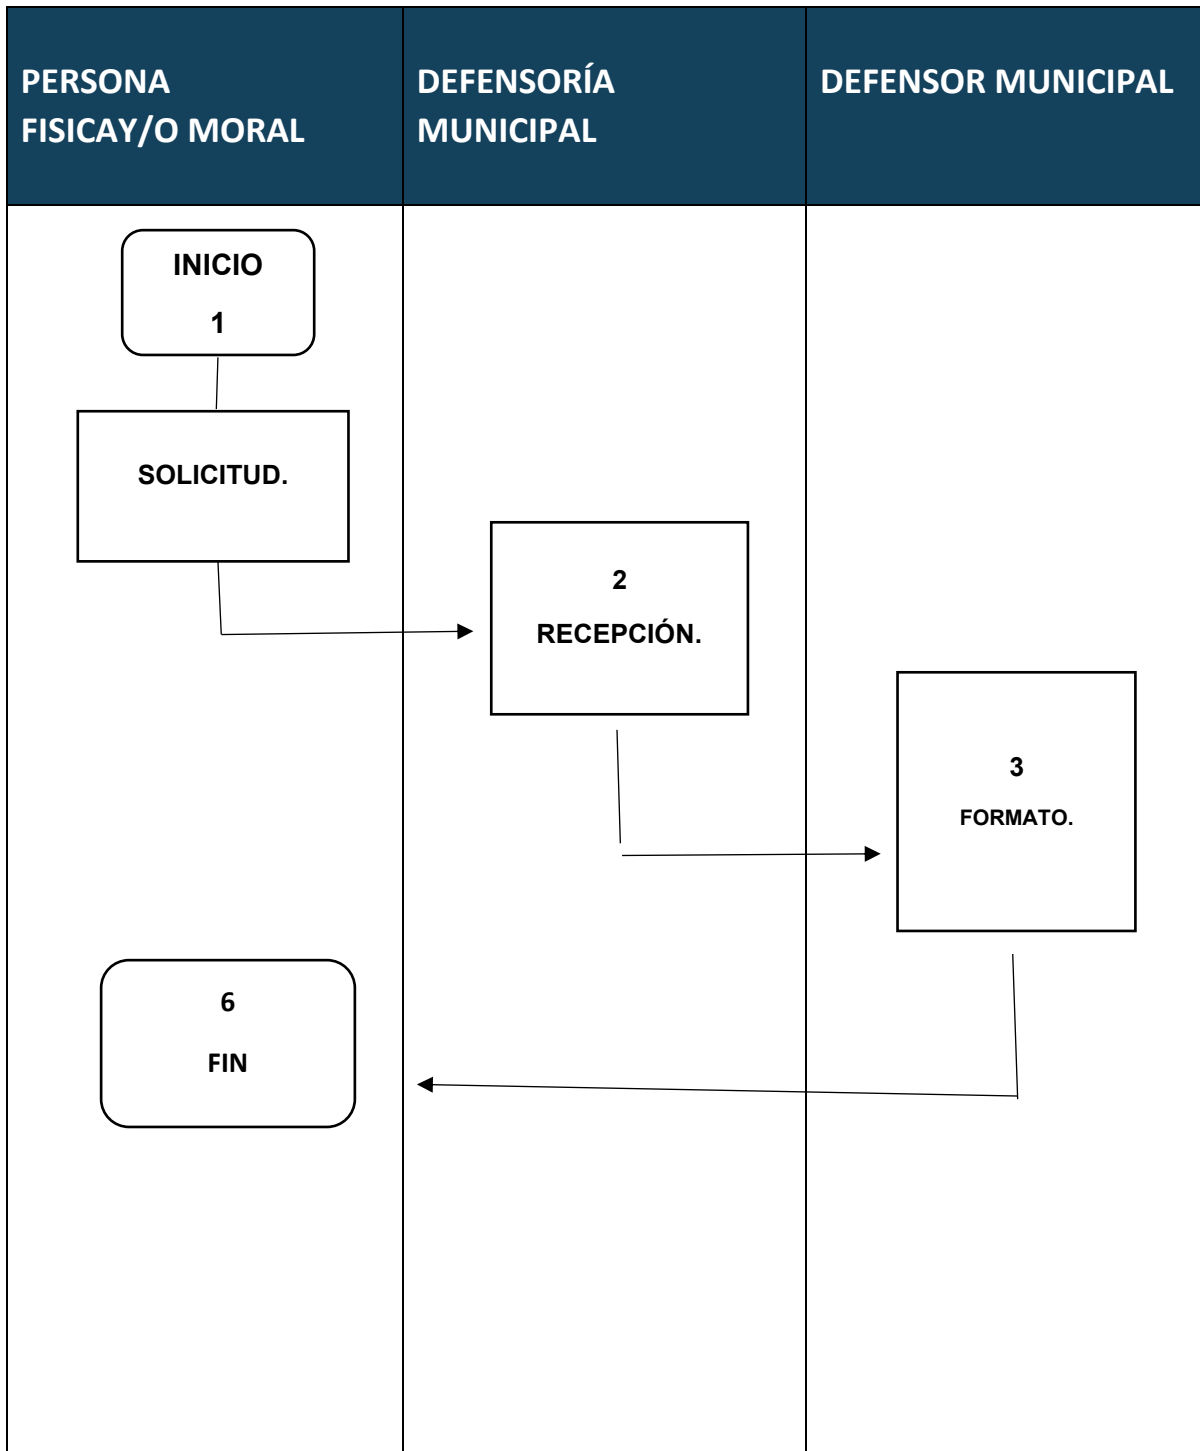 PERSONA
FISICAY/O MORAL
DEFENSORÍA
MUNICIPAL
DEFENSOR MUNICIPAL
INICIO
1
SOLICITUD.
2
RECEPCIÓN.
3
FORMATO.
6
FIN